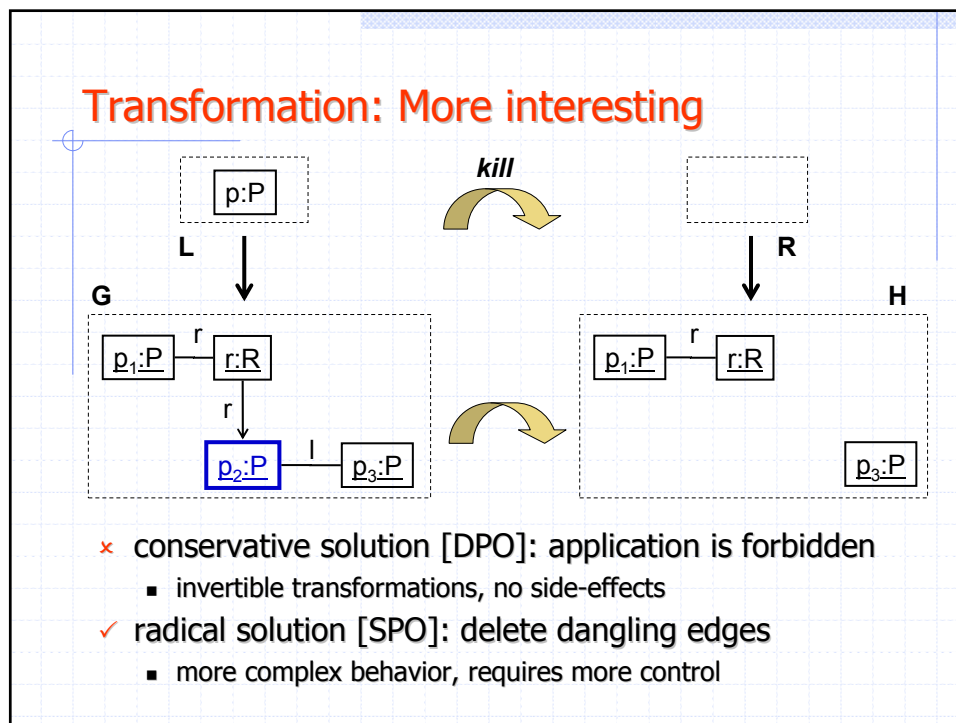 Transformation: More interesting
kill
p:P
L
R
G
H
r
p₁:P
r:R
r
p₂:P
l
p₃:P
r
p₁:P
r:R
p₃:P
× conservative solution [DPO]: application is forbidden
▪ invertible transformations, no side-effects
✓ radical solution [SPO]: delete dangling edges
▪ more complex behavior, requires more control